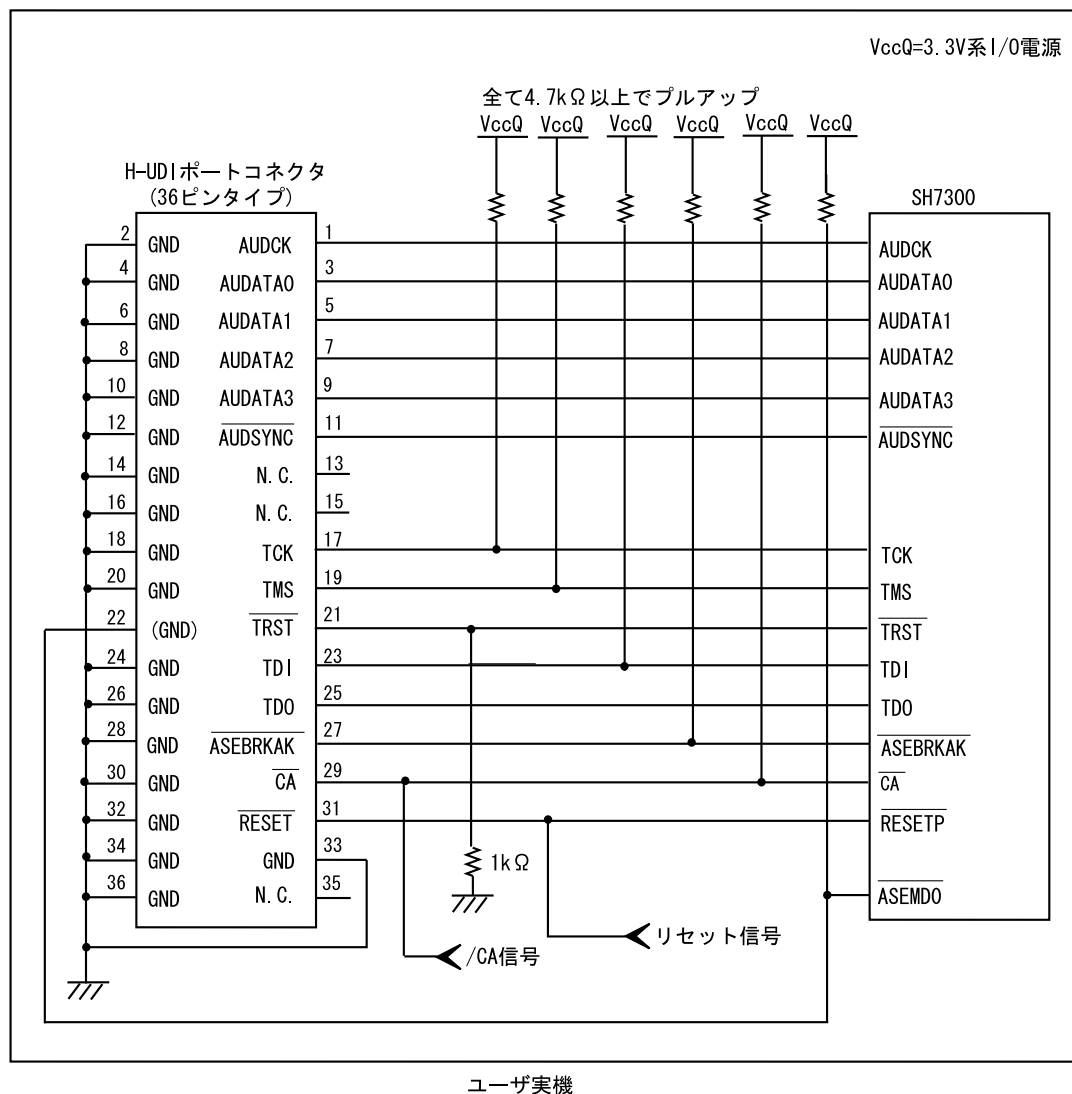 VccQ=3.3V系I/O電源
全て4.7kΩ以上でプルアップ
VccQ VccQ VccQ VccQ VccQ VccQ
H-UDIポートコネクタ
(36ピンタイプ)
SH7300
2 GND AUDCK 1 AUDCK
4 GND AUDATA0 3 AUDATA0
6 GND AUDATA1 5 AUDATA1
8 GND AUDATA2 7 AUDATA2
10 GND AUDATA3 9 AUDATA3
12 GND AUDSYNC 11 AUDSYNC
14 GND N.C. 13
16 GND N.C. 15
18 GND TCK 17 TCK
20 GND TMS 19 TMS
22 (GND) TRST 21 TRST
24 GND TDI 23 TDI
26 GND TDO 25 TDO
28 GND ASEBRKAK 27 ASEBRKAK
30 GND CA 29 CA
32 GND RESET 31 RESETP
34 GND GND 33
1kΩ
36 GND N.C. 35 ASEMD0
リセット信号
/CA信号
ユーザ実機